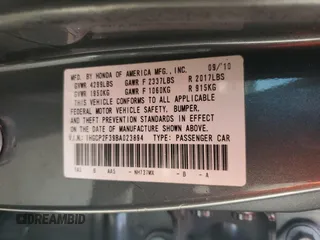 MFD. BY HONDA OF AMERICA MFG., INC. 09/10
GVWR 4299LBS GAWR F 2337LBS R 2017LBS
GVWR 1950KG GAWR F 1060KG R 915KG
THIS VEHICLE CONFORMS TO ALL APPLICABLE
FEDERAL MOTOR VEHICLE SAFETY, BUMPER,
AND THEFT PREVENTION STANDARDS IN EFFECT
ON THE DATE OF MANUFACTURE SHOWN ABOVE.
V.I.N.: TYPE: PASSENGER CAR
© DREAMBID